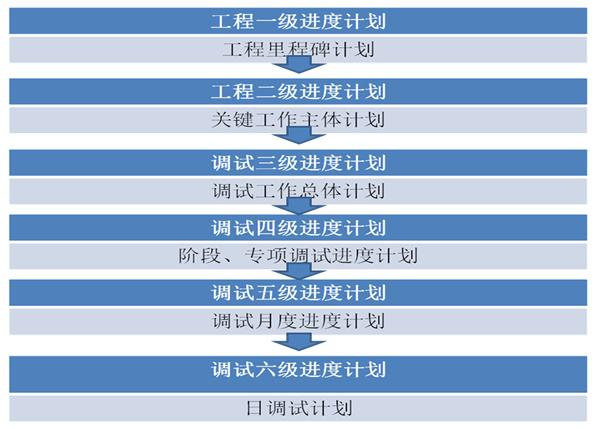 工程一级进度计划
工程里程碑计划
工程二级进度计划
关键工作主体计划
调试三级进度计划
调试工作总体计划
调试四级进度计划
阶段、专项调试进度计划
调试五级进度计划
调试月度进度计划
调试六级进度计划
日调试计划